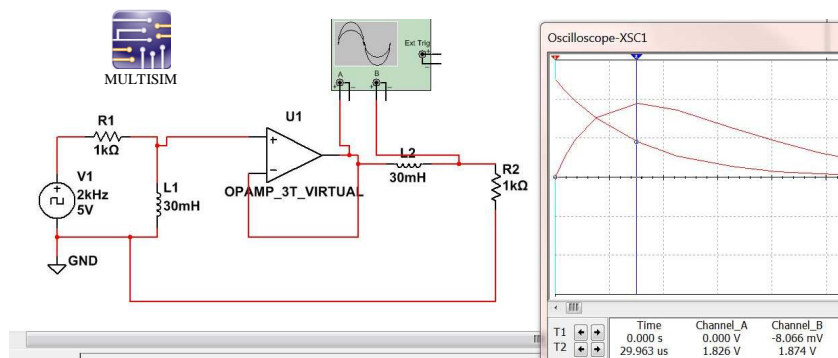 MULTISIM
Oscilloscope-XSC1
A
B
Ext Trig
U1
R1
1kΩ
L1
30mH
V1
2kHz
5V
GND
OPAMP_3T_VIRTUAL
L2
30mH
R2
1kΩ
Time Channel_A Channel_B
T1 0.000 s 0.000 V -8.066 mV
T2 29.963 us 1.826 V 1.874 V